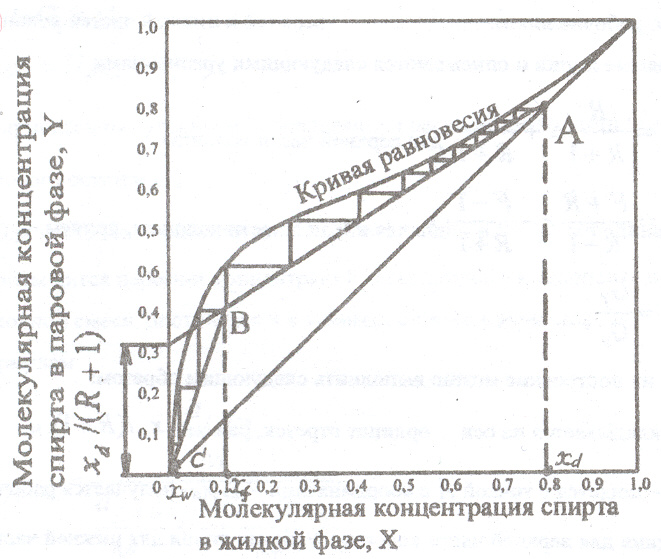 Молекулярная концентрация
спирта в паровой фазе, Y
x_d /(R + 1)
1,0
0,9
0,8
0,7
0,6
0,5
0,6
0,4
0,3
0,2
0,1
0
Кривая равновесия
A
B
C
x_d
x_w 0,1 x_f 0,2 0,3 0,4 0,5 0,6 0,7 0,8 0,9 1,0
Молекулярная концентрация спирта
в жидкой фазе, X